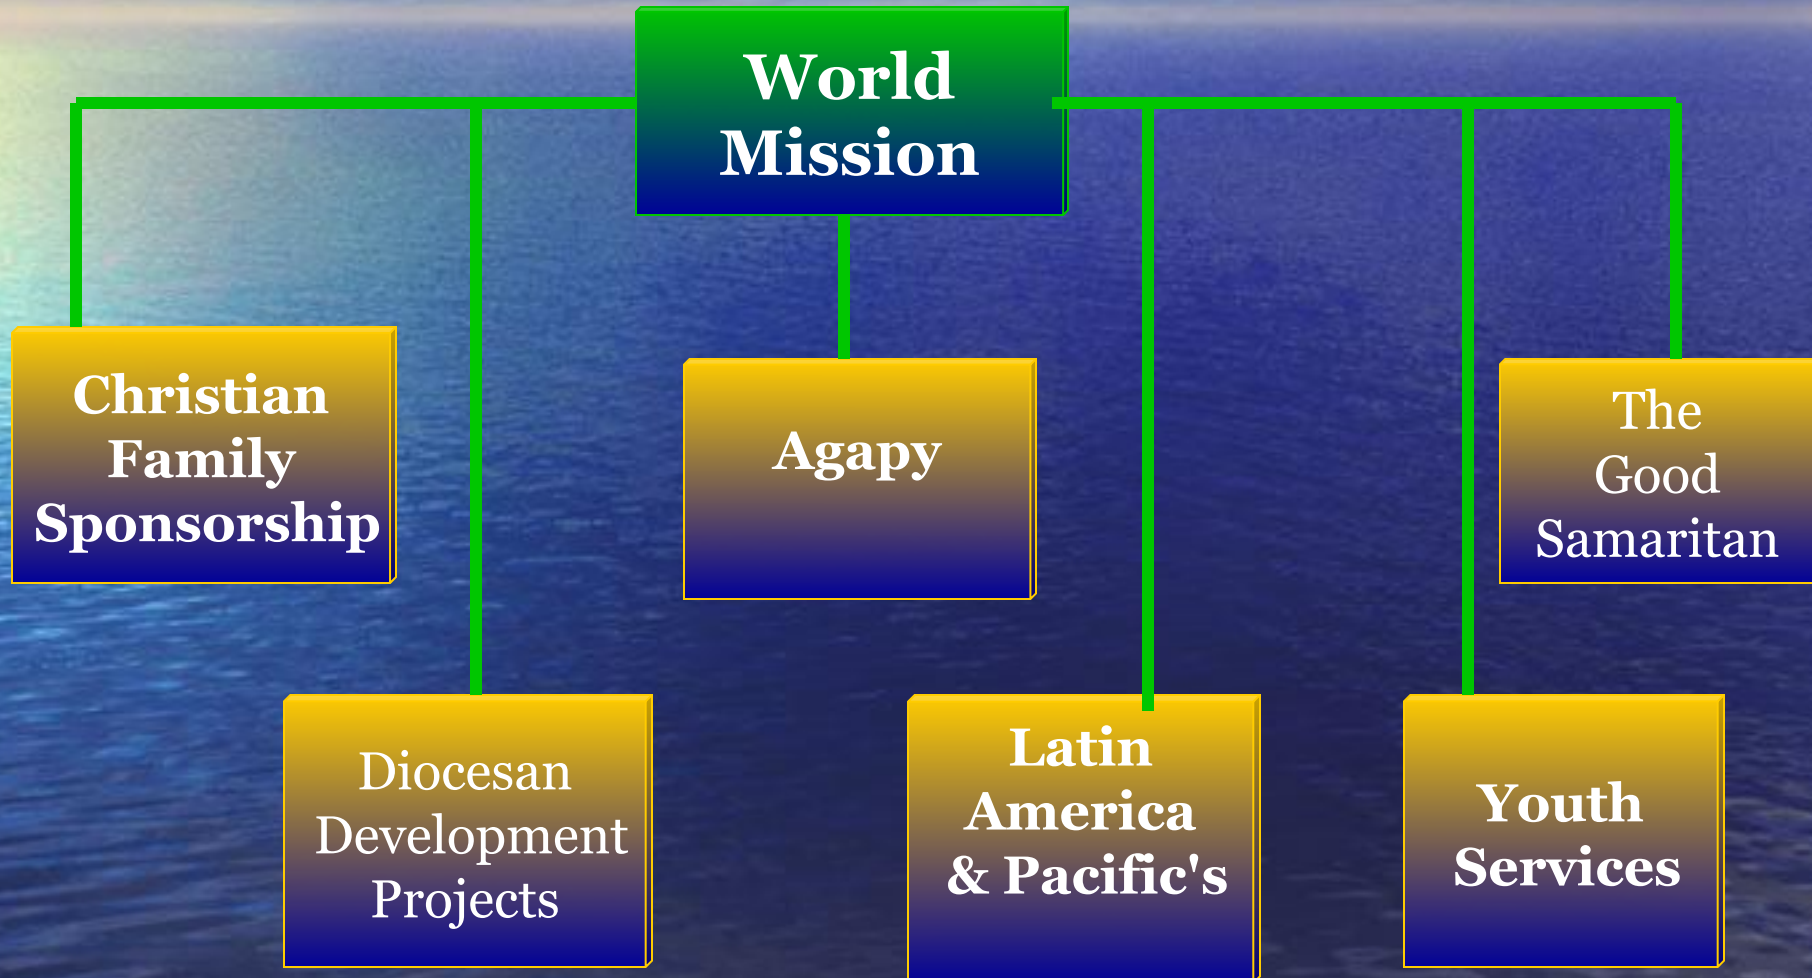 World
Mission
Christian
Family
Sponsorship
Agapy
The
Good
Samaritan
Diocesan
Development
Projects
Latin
America
& Pacific's
Youth
Services